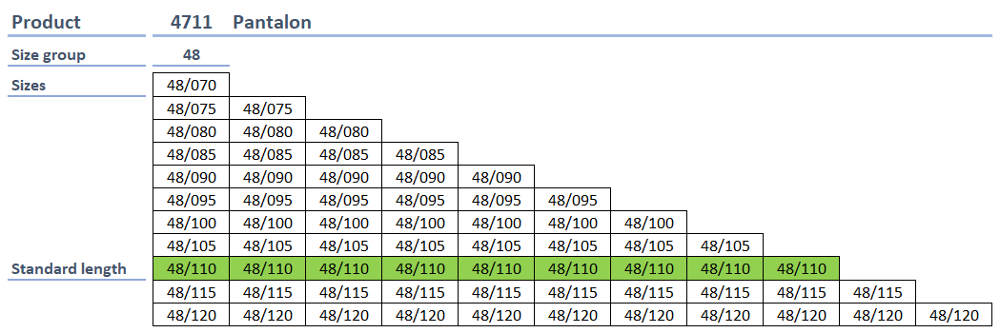 Product 4711 Pantalon
Size group 48
Sizes 48/070
48/075 48/075
48/080 48/080 48/080
48/085 48/085 48/085 48/085
48/090 48/090 48/090 48/090 48/090
48/095 48/095 48/095 48/095 48/095 48/095
48/100 48/100 48/100 48/100 48/100 48/100 48/100
48/105 48/105 48/105 48/105 48/105 48/105 48/105 48/105
Standard length 48/110 48/110 48/110 48/110 48/110 48/110 48/110 48/110 48/110
48/115 48/115 48/115 48/115 48/115 48/115 48/115 48/115 48/115 48/115
48/120 48/120 48/120 48/120 48/120 48/120 48/120 48/120 48/120 48/120 48/120